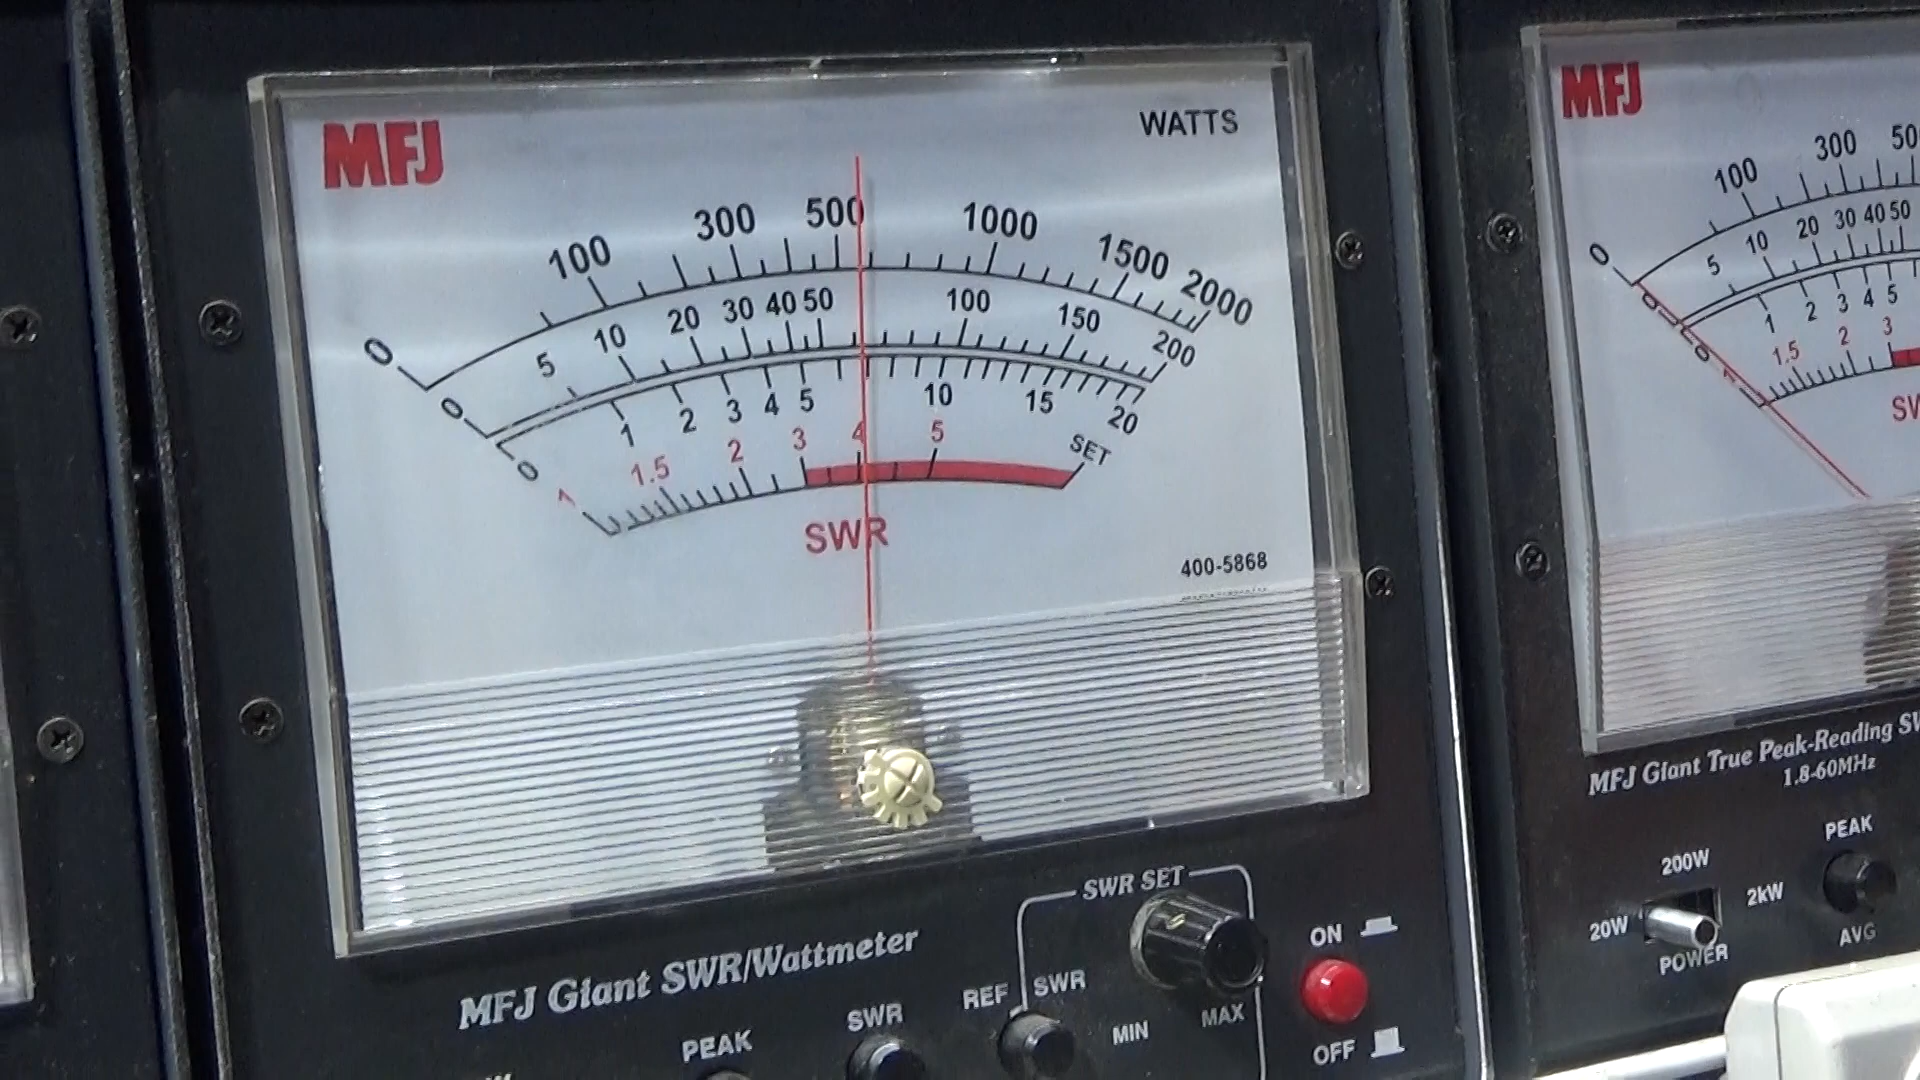 MFJ
WATTS
0 100 300 500 1000 1500 2000
0 5 10 20 30 40 50 100 150 200
0 1 2 3 4 5 10 15 20
1 1.5 2 3 4 5 SET
SWR
400-5868
MFJ Giant SWR/Wattmeter
SWR SET
MIN MAX
REF SWR
SWR
PEAK
ON
OFF
MFJ
0 100 300
0 5 10 20 30 40 50
0 1 2 3 4 5
1 1.5 2 3
MFJ Giant True Peak-Reading
1.8-60MHz
200W
20W 2kW
POWER
PEAK
AVG